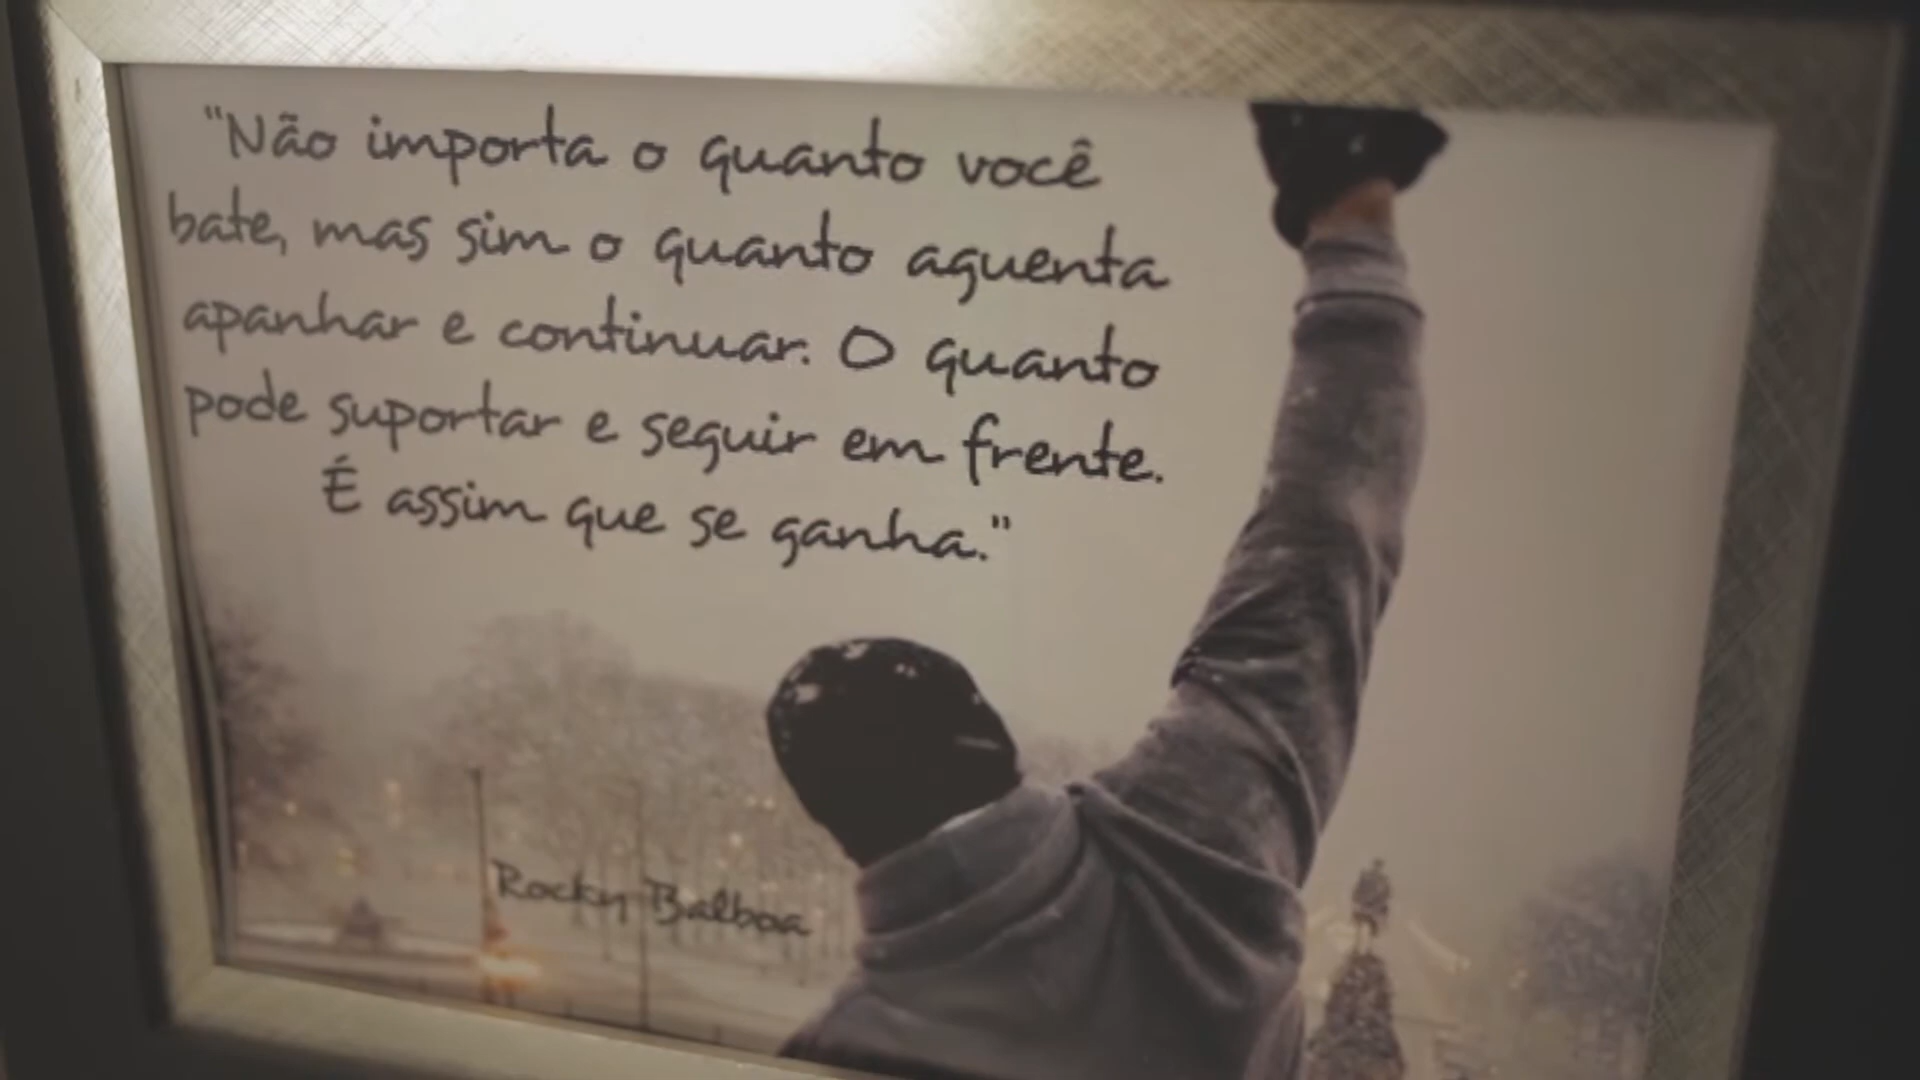 "Não importa o quanto você
bate, mas sim o quanto aguenta
apanhar e continuar. O quanto
pode suportar e seguir em frente.
É assim que se ganha."
Rocky Balboa